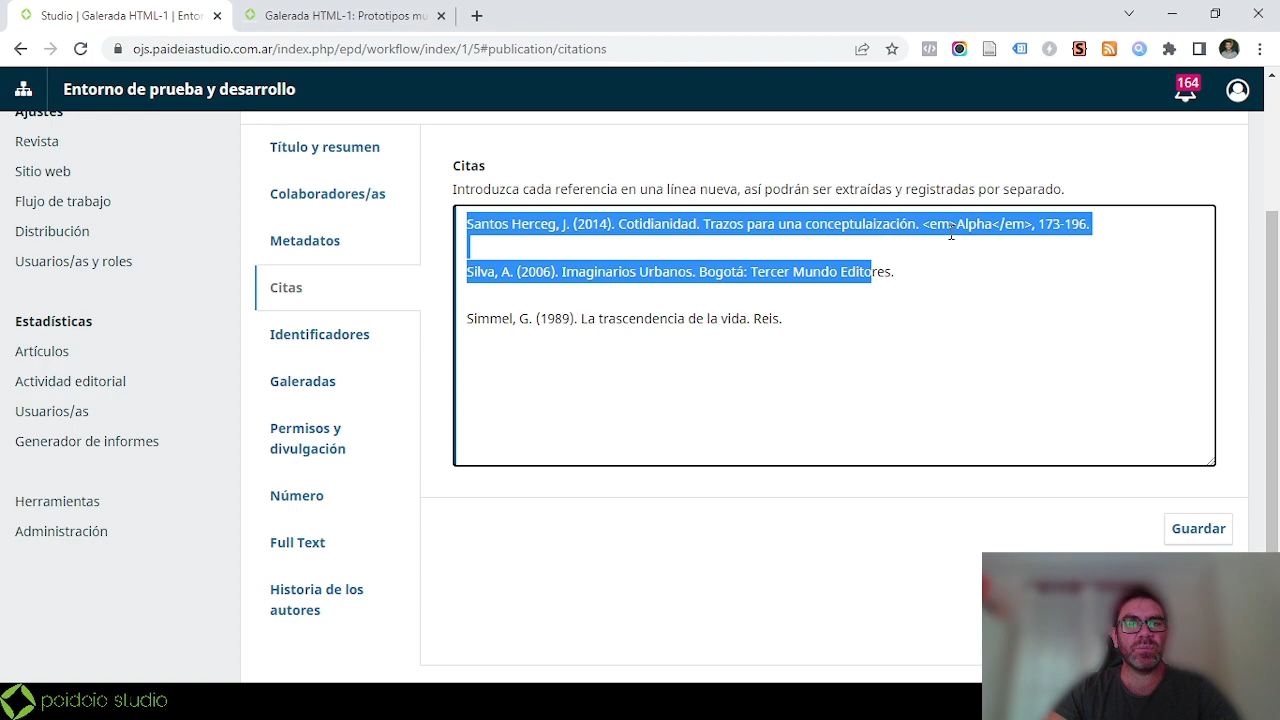 Studio | Galerada HTML-1 | Entor
Galerada HTML-1: Prototipos mu
ojs.paideiastudio.com.ar/index.php/epd/workflow/index/1/5#publication/citations
Entorno de prueba y desarrollo
164
Ajustes
Revista
Sitio web
Flujo de trabajo
Distribución
Usuarios/as y roles
Estadísticas
Artículos
Actividad editorial
Usuarios/as
Generador de informes
Herramientas
Administración
Título y resumen
Colaboradores/as
Metadatos
Citas
Identificadores
Galeradas
Permisos y
divulgación
Número
Full Text
Historia de los
autores
Citas
Introduzca cada referencia en una línea nueva, así podrán ser extraídas y registradas por separado.
Santos Herceg, J. (2014). Cotidianidad. Trazos para una conceptulaización. <em>Alpha</em>, 173-196.
Silva, A. (2006). Imaginarios Urbanos. Bogotá: Tercer Mundo Editores.
Simmel, G. (1989). La trascendencia de la vida. Reis.
Guardar
paideia studio